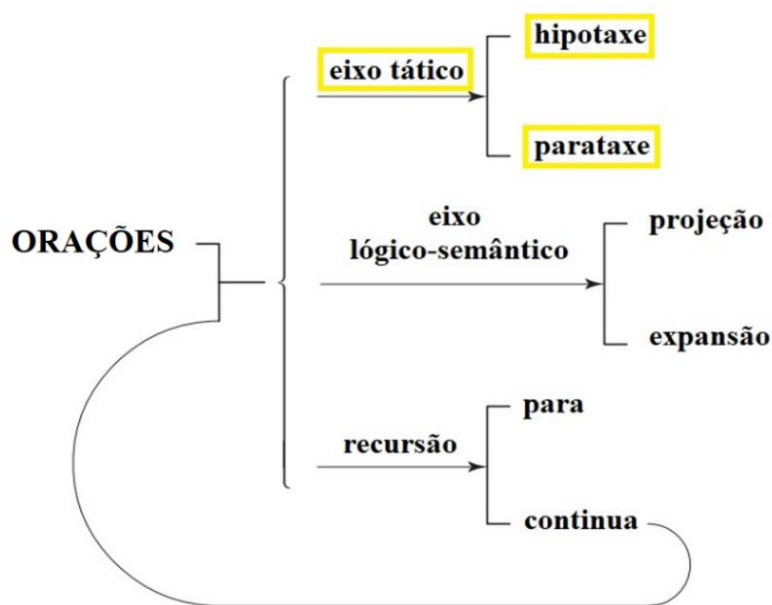 hipotaxe
eixo tático
parataxe
ORAÇÕES
eixo
lógico-semântico
projeção
expansão
recursão
para
continua